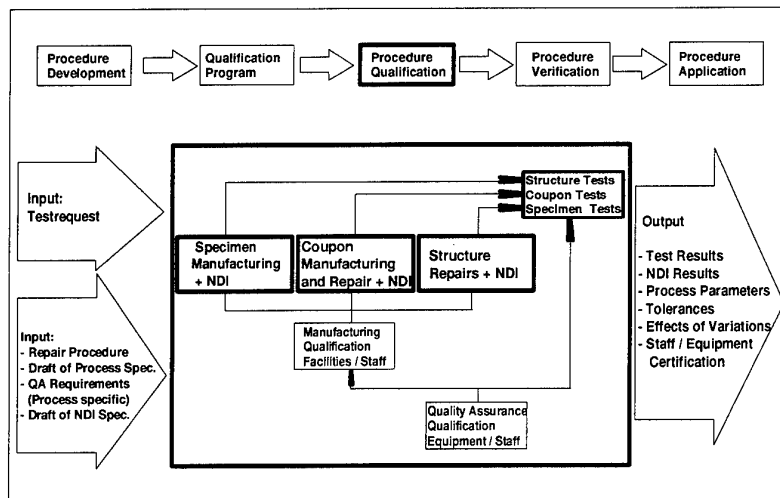 Procedure
Development
Qualification
Program
Procedure
Qualification
Procedure
Verification
Procedure
Application
Input:
Testrequest
Input:
- Repair Procedure
- Draft of Process Spec.
- QA Requirements
(Process specific)
- Draft of NDI Spec.
Structure Tests
Coupon Tests
Specimen Tests
Specimen
Manufacturing
+ NDI
Coupon
Manufacturing
and Repair + NDI
Structure
Repairs + NDI
Manufacturing
Qualification
Facilities / Staff
Quality Assurance
Qualification
Equipment / Staff
Output
- Test Results
- NDI Results
- Process Parameters
- Tolerances
- Effects of Variations
- Staff / Equipment
Certification